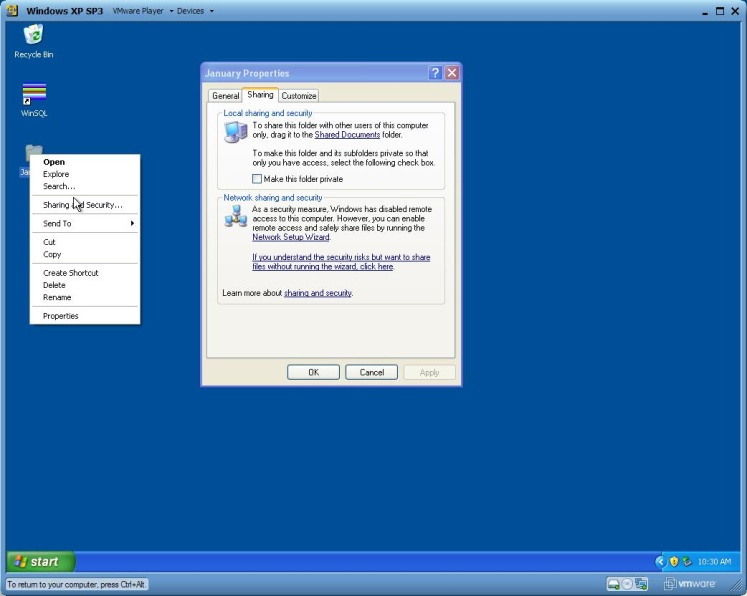 Windows XP SP3 VMware Player Devices
Recycle Bin
WinSQL
Open
Explore
Search...
Sharing and Security...
Send To
Cut
Copy
Create Shortcut
Delete
Rename
Properties
January Properties
General Sharing Customize
Local sharing and security
To share this folder with other users of this computer
only, drag it to the Shared Documents folder.
To make this folder and its subfolders private so that
only you have access, select the following check box.
Make this folder private
Network sharing and security
As a security measure, Windows has disabled remote
access to this computer. However, you can enable
remote access and safely share files by running the
Network Setup Wizard.
If you understand the security risks but want to share
files without running the wizard, click here.
Learn more about sharing and security.
OK Cancel Apply
start 10:30 AM
To return to your computer, press Ctrl+Alt. vmware